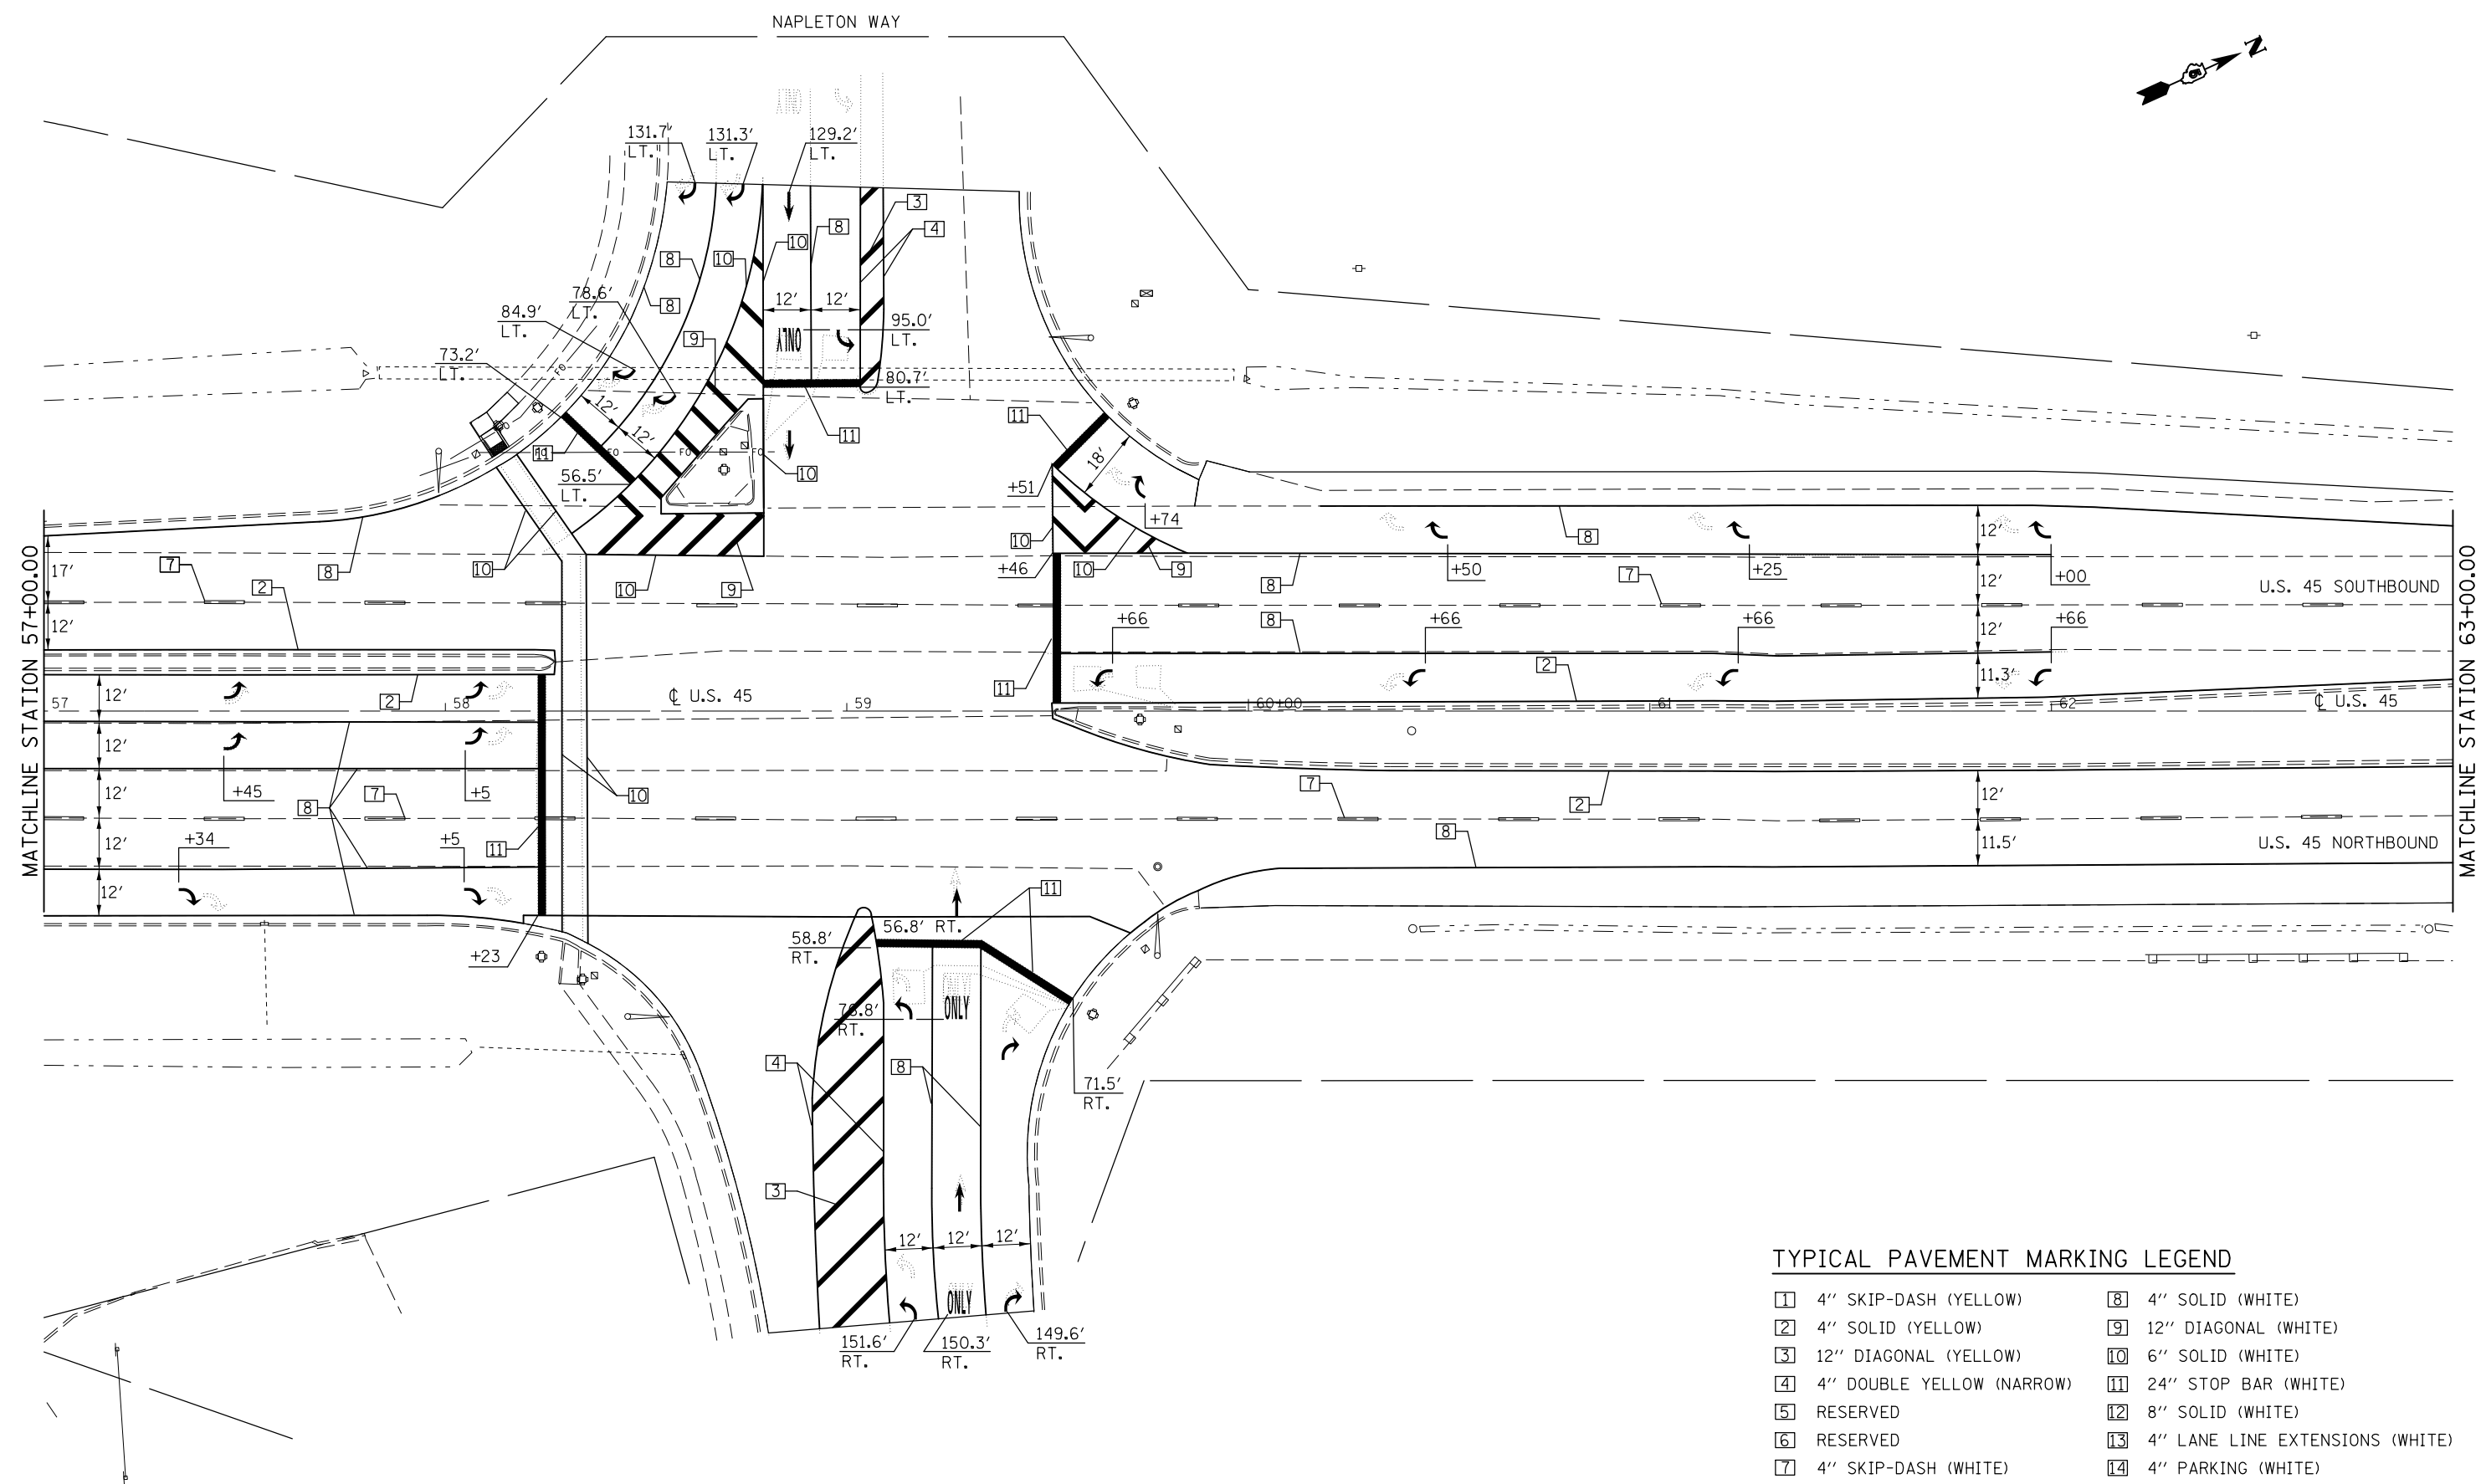 NAPLETON WAY
N
131.7′
LT.
131.3′
LT.
129.2′
LT.
ONLY
3
8
4
10
8
10
8
78.6′
LT.
84.9′
LT.
12′ 12′
95.0′
LT.
9
ONLY
73.2′
LT.
FO
80.7′
LT.
12′
12′
11
11
11
FO
FO
FO
FO
10
18′
56.5′
LT.
+51
+74
10
MATCHLINE STATION 57+00.00
17′
7
2
8
10
10
9
+46
10
9
8
+50
7
+25
8
12′
12′
+00
U.S. 45 SOUTHBOUND
MATCHLINE STATION 63+00.00
12′
+66
8
+66
+66
+66
12′
2
11.3′
12′
2
11
57
58
℄ U.S. 45
59
60+00
61
62
℄ U.S. 45
12′
+45
+5
10
7
12′
8
7
2
12′
12′
+34
+5
11
8
11.5′
U.S. 45 NORTHBOUND
12′
11
56.8′ RT.
58.8′
RT.
+23
ONLY
ONLY
76.8′
RT.
4
8
71.5′
RT.
3
12′ 12′ 12′
ONLY
ONLY
151.6′
RT.
150.3′
RT.
149.6′
RT.
TYPICAL PAVEMENT MARKING LEGEND
1 4″ SKIP-DASH (YELLOW)
2 4″ SOLID (YELLOW)
3 12″ DIAGONAL (YELLOW)
4 4″ DOUBLE YELLOW (NARROW)
5 RESERVED
6 RESERVED
7 4″ SKIP-DASH (WHITE)
8 4″ SOLID (WHITE)
9 12″ DIAGONAL (WHITE)
10 6″ SOLID (WHITE)
11 24″ STOP BAR (WHITE)
12 8″ SOLID (WHITE)
13 4″ LANE LINE EXTENSIONS (WHITE)
14 4″ PARKING (WHITE)